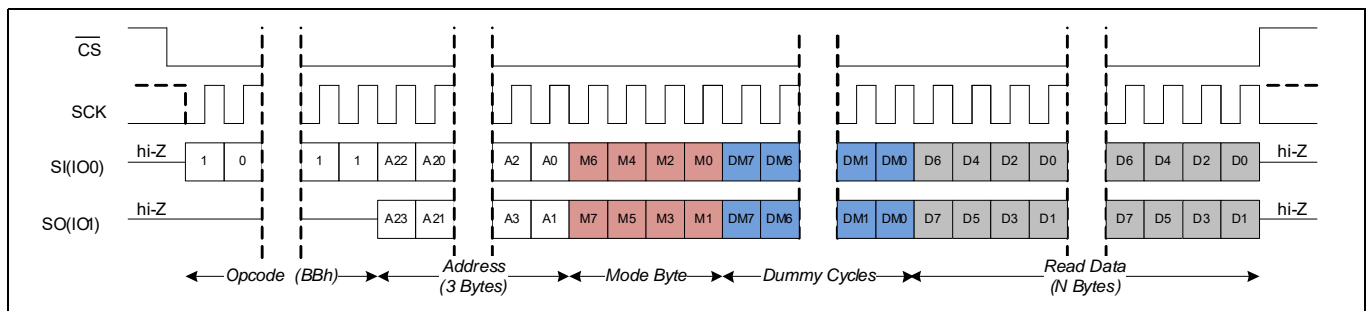 CS
SCK
hi-Z 1 0 1 1 A22 A20 A2 A0 M6 M4 M2 M0 DM7 DM6 DM1 DM0 D6 D4 D2 D0 D6 D4 D2 D0 hi-Z
SI(IO0)
hi-Z A23 A21 A3 A1 M7 M5 M3 M1 DM7 DM6 DM1 DM0 D7 D5 D3 D1 D7 D5 D3 D1 hi-Z
SO(IO1)
Opcode (BBh) Address Mode Byte Dummy Cycles Read Data
(3 Bytes) (N Bytes)